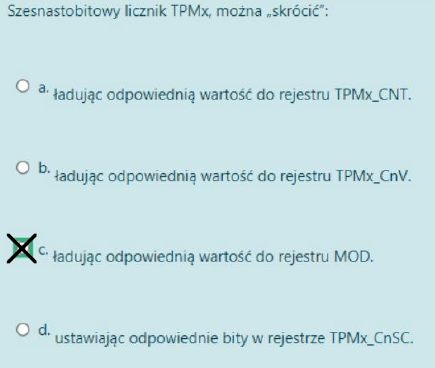 Szesnastobitowy licznik TPMx, można „skrócić”:
a. ładując odpowiednią wartość do rejestru TPMx_CNT.
b. ładując odpowiednią wartość do rejestru TPMx_CnV.
c. ładując odpowiednią wartość do rejestru MOD.
d. ustawiając odpowiednie bity w rejestrze TPMx_CnSC.